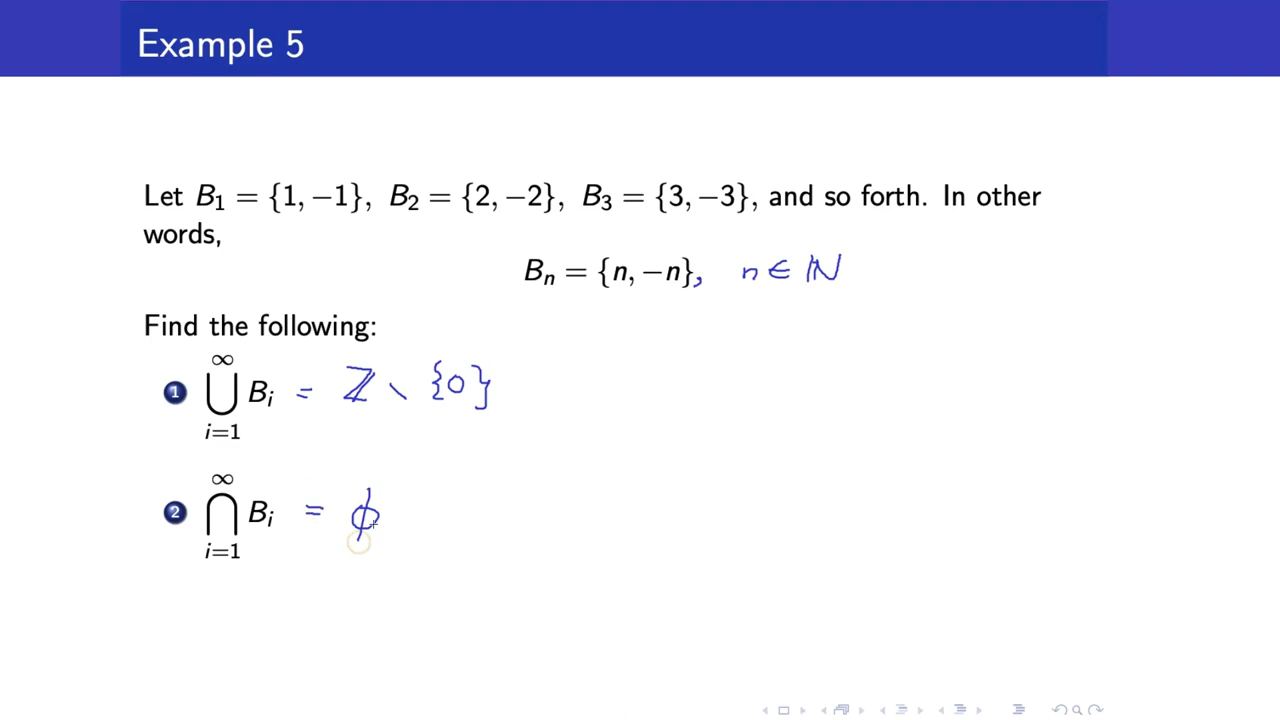 Example 5
Let B₁ = {1, −1}, B₂ = {2, −2}, B₃ = {3, −3}, and so forth. In other
words,
Bₙ = {n, −n}, n ∈ ℕ
Find the following:
1 ⋃_{i=1}^{∞} Bᵢ = ℤ \ {0}
2 ⋂_{i=1}^{∞} Bᵢ = ϕ